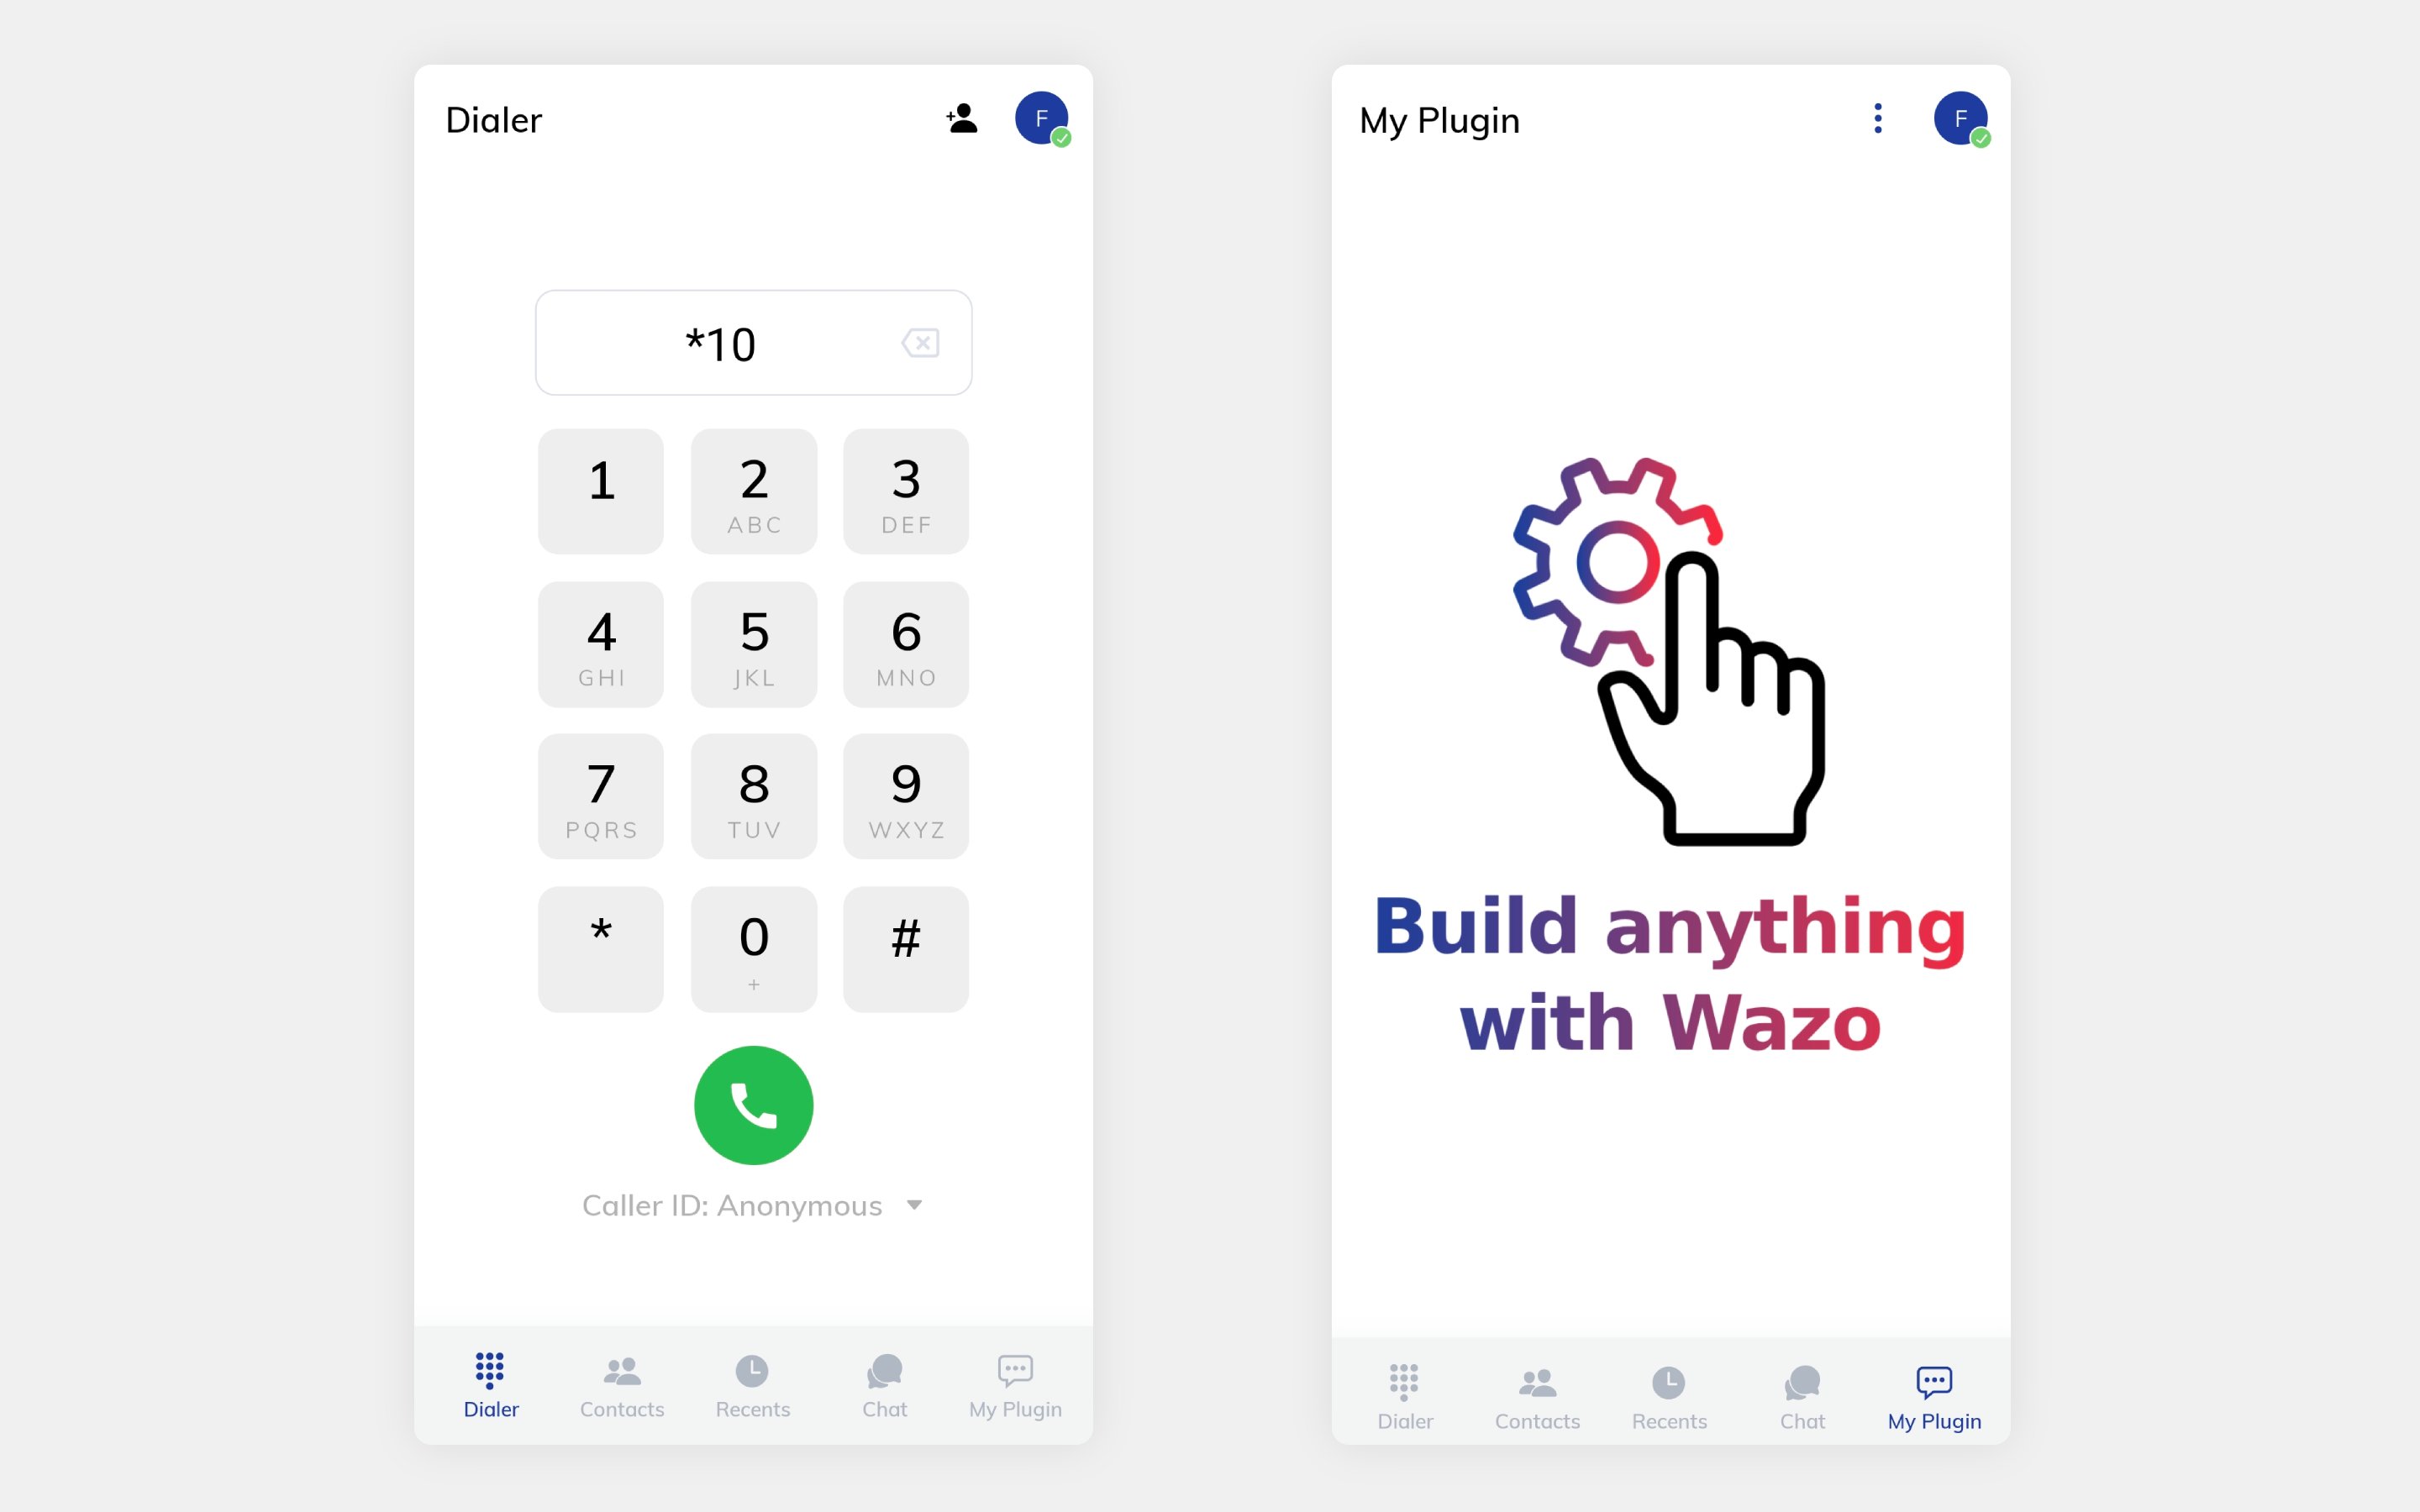 Dialer
F
*10
1
2
ABC
3
DEF
4
GHI
5
JKL
6
MNO
7
PQRS
8
TUV
9
WXYZ
*
0
+
#
Caller ID: Anonymous
Dialer
Contacts
Recents
Chat
My Plugin
My Plugin
F
Build anything
with Wazo
Dialer
Contacts
Recents
Chat
My Plugin